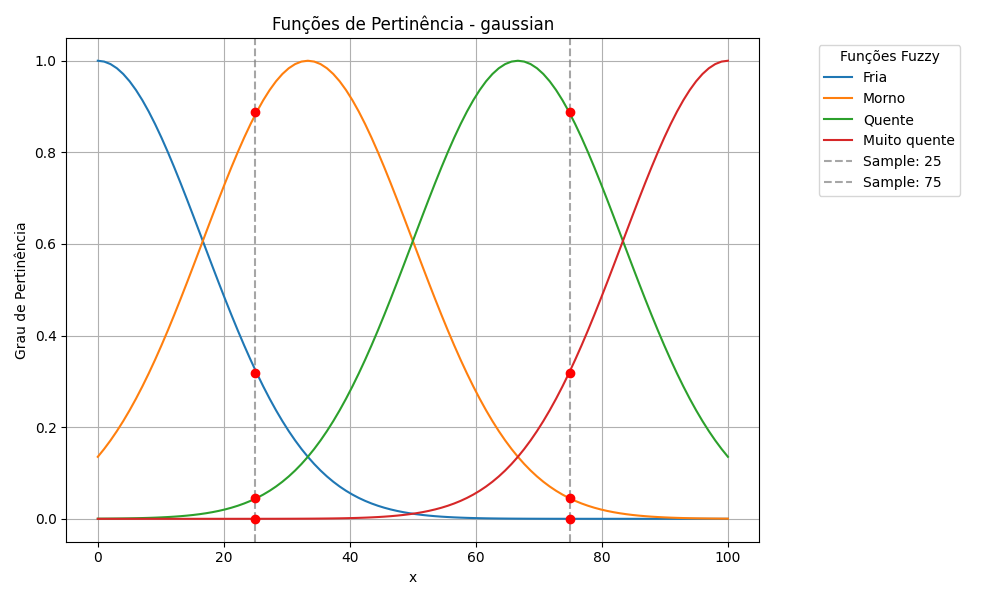 Funções de Pertinência - gaussian
Grau de Pertinência
1.0
0.8
0.6
0.4
0.2
0.0
0
20
40
60
80
100
x
Funções Fuzzy
Fria
Morno
Quente
Muito quente
Sample: 25
Sample: 75